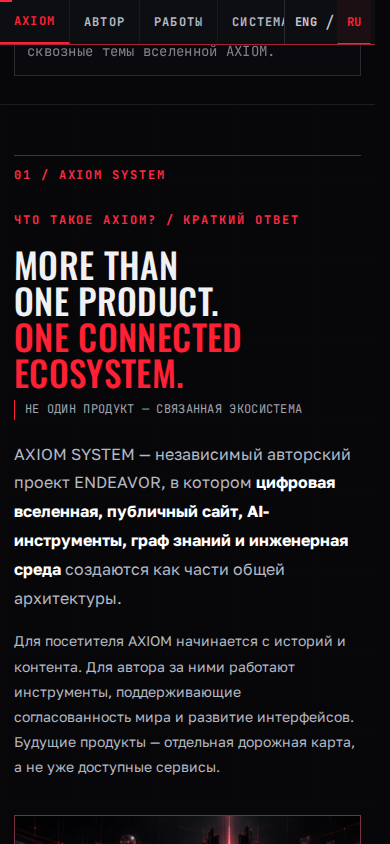 AXIOM АВТОР РАБОТЫ СИСТЕМА ENG / RU
сквозные темы вселенной AXIOM.
01 / AXIOM SYSTEM
ЧТО ТАКОЕ AXIOM? / КРАТКИЙ ОТВЕТ
MORE THAN
ONE PRODUCT.
ONE CONNECTED
ECOSYSTEM.
НЕ ОДИН ПРОДУКТ — СВЯЗАННАЯ ЭКОСИСТЕМА
AXIOM SYSTEM — независимый авторский
проект ENDEAVOR, в котором цифровая
вселенная, публичный сайт, AI-
инструменты, граф знаний и инженерная
среда создаются как части общей
архитектуры.
Для посетителя AXIOM начинается с историй и
контента. Для автора за ними работают
инструменты, поддерживающие
согласованность мира и развитие интерфейсов.
Будущие продукты — отдельная дорожная карта,
а не уже доступные сервисы.